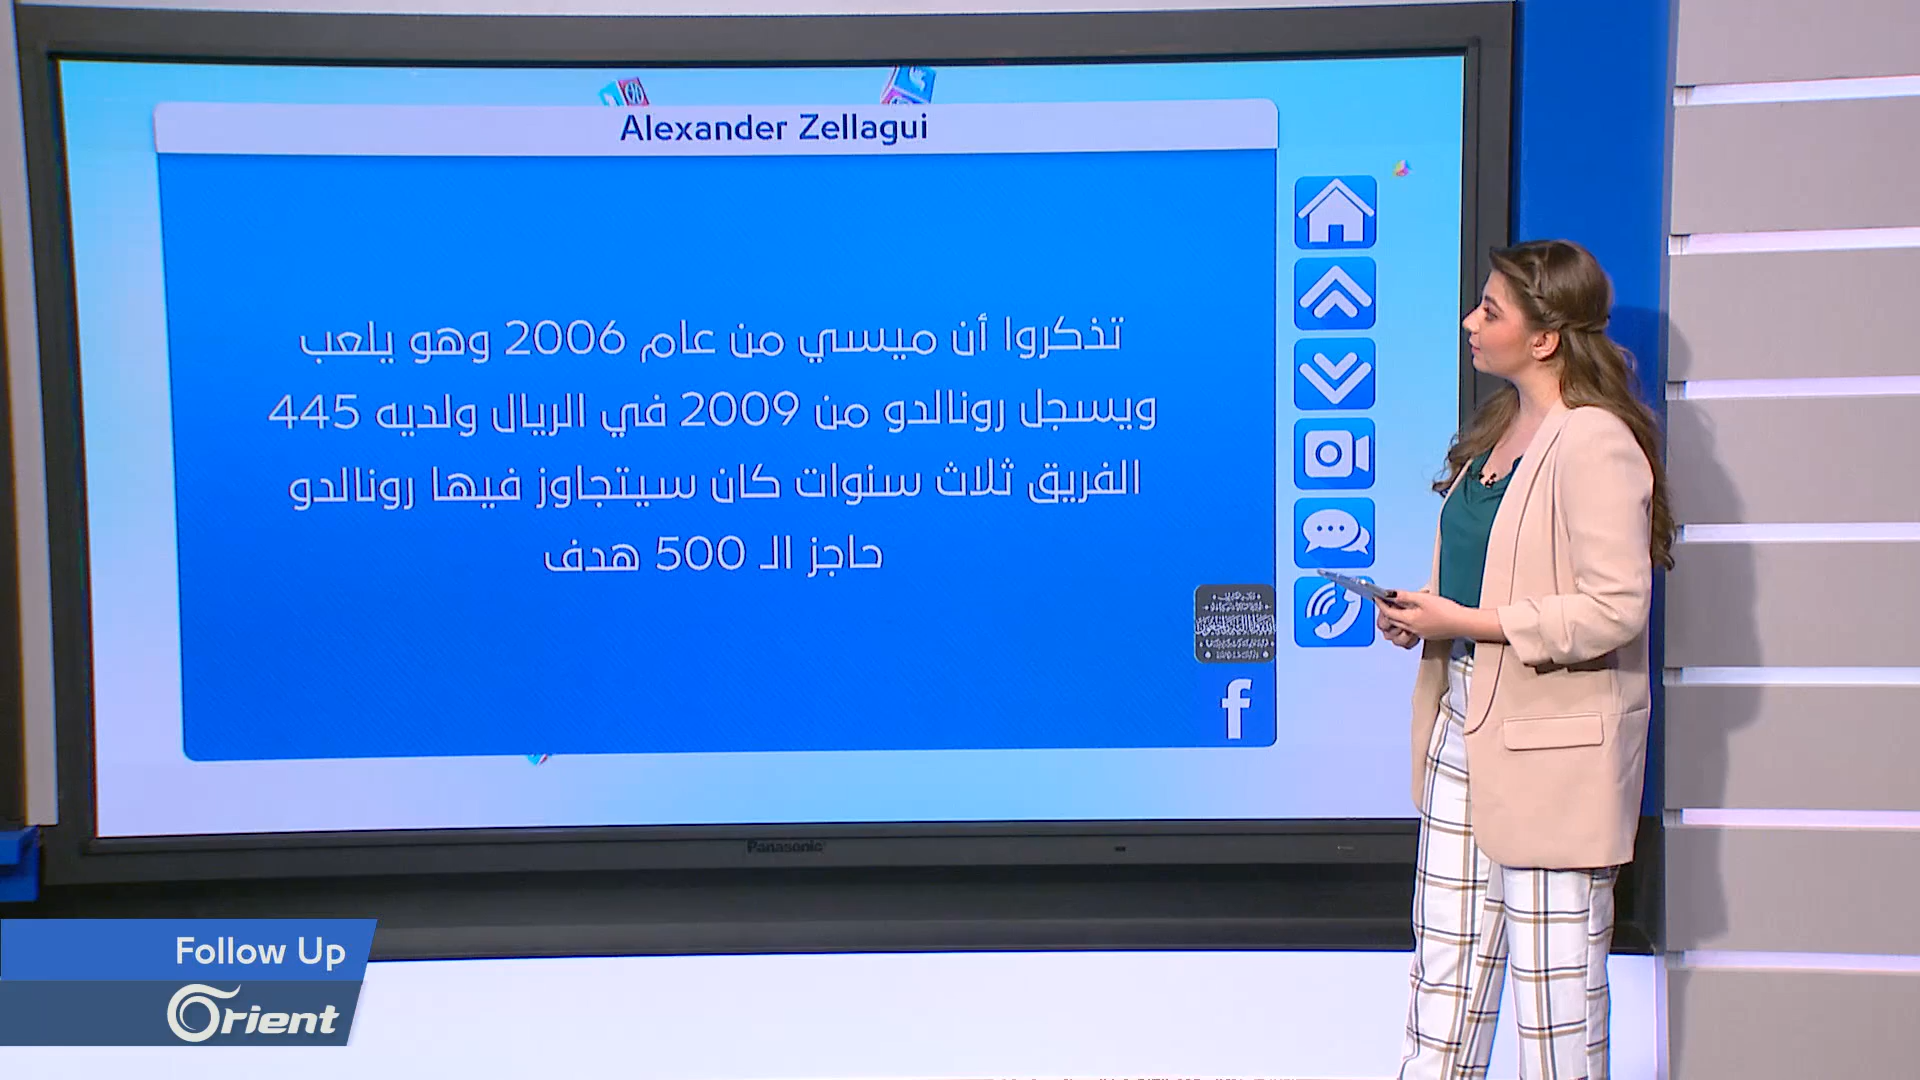 Alexander Zellagui
تذكروا أن ميسي من عام 2006 وهو يلعب
ويسجل رونالدو من 2009 في الريال ولديه 445
الفريق ثلاث سنوات كان سيتجاوز فيها رونالدو
حاجز الـ 500 هدف
f
Panasonic
Follow Up
Orient